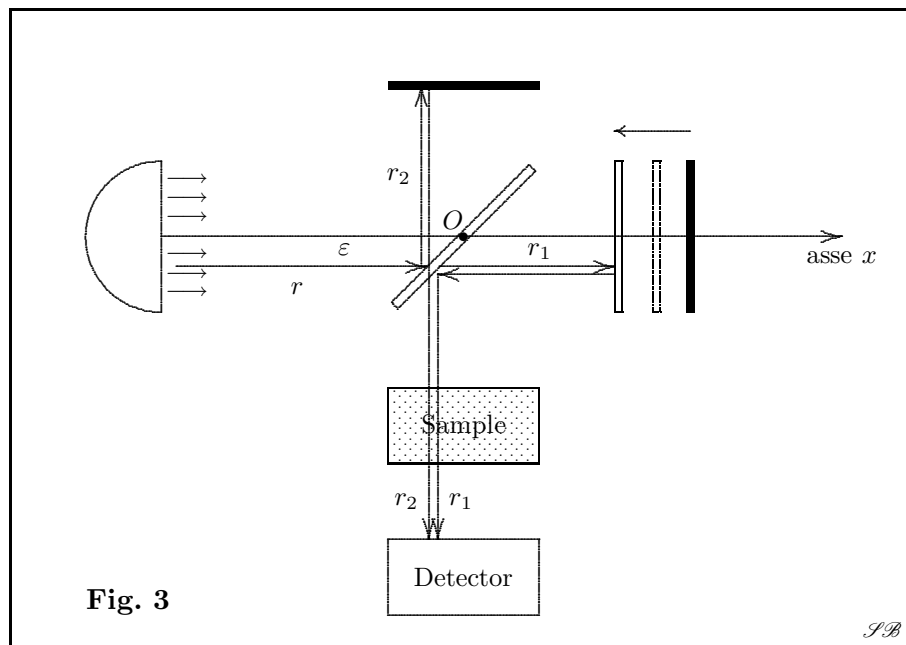 r₂
O
ε
r₁
asse x
r
Sample
r₂ r₁
Detector
Fig. 3
𝒮ℬ